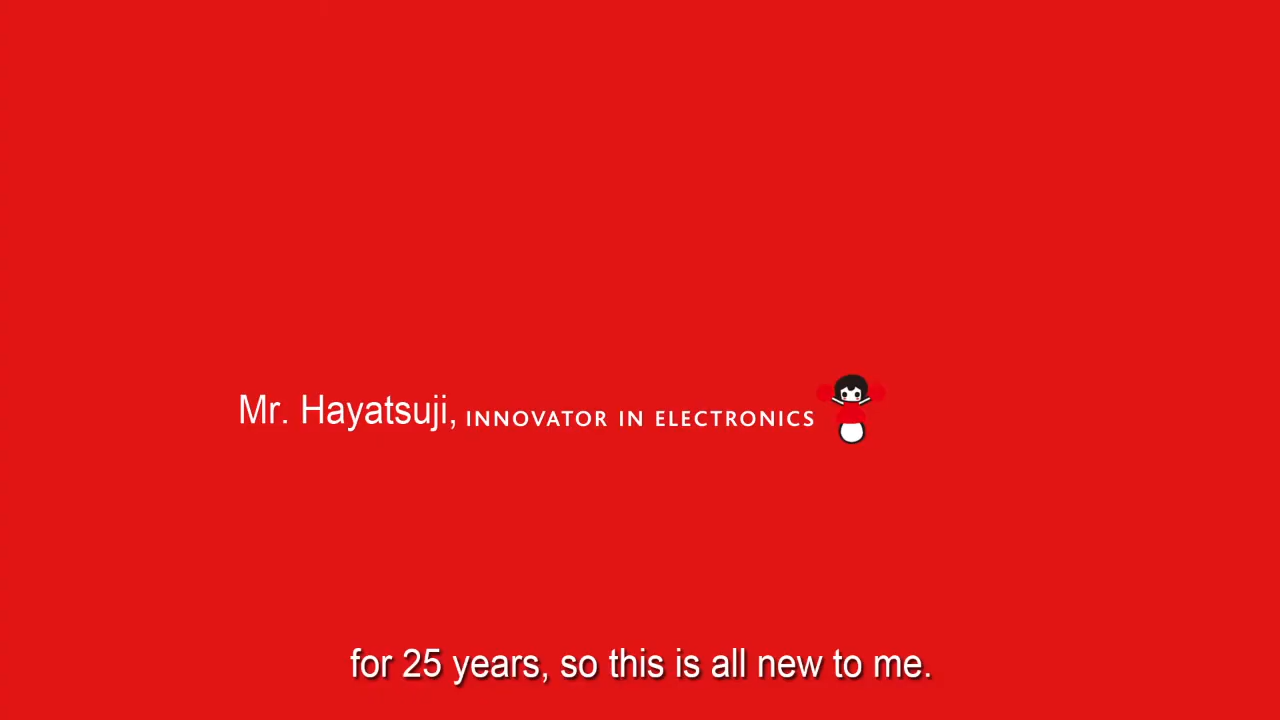 Mr. Hayatsuji, INNOVATOR IN ELECTRONICS
for 25 years, so this is all new to me.